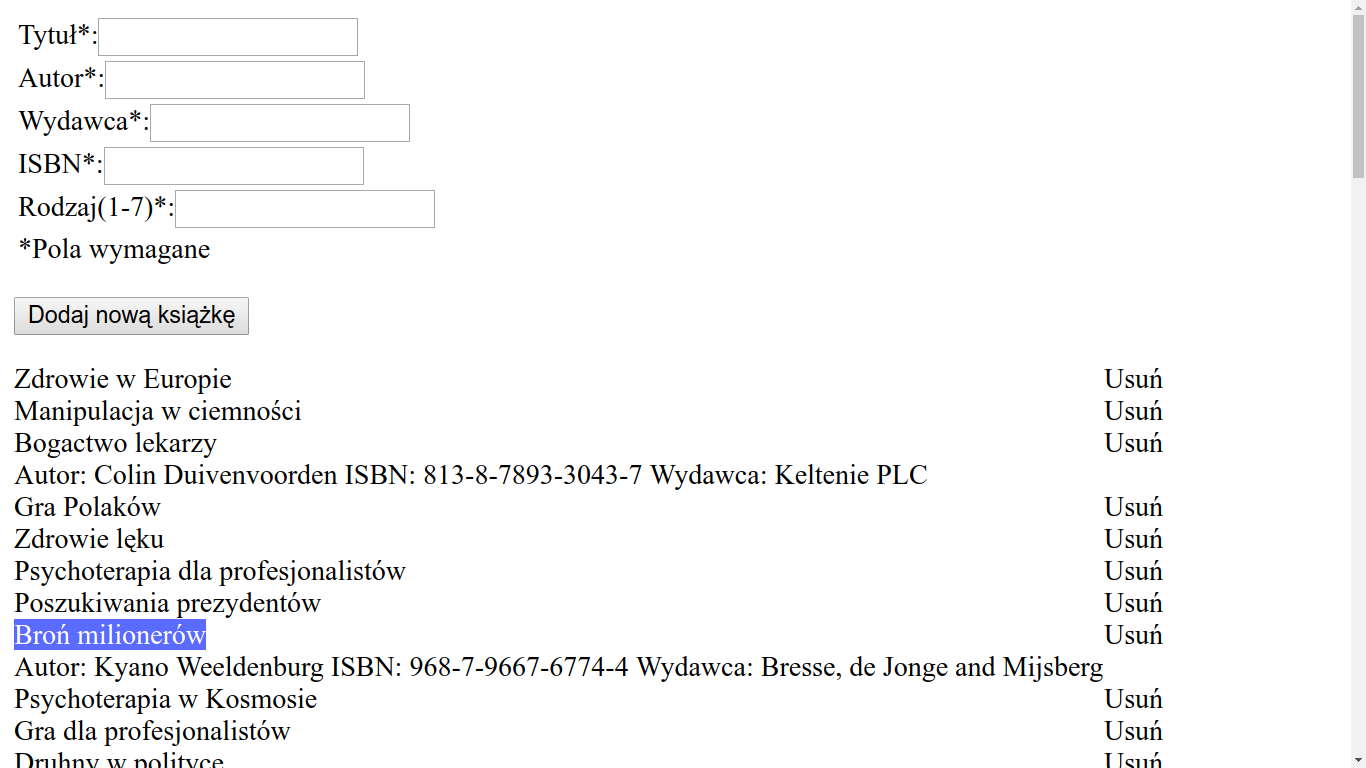 Tytuł*:
Autor*:
Wydawca*:
ISBN*:
Rodzaj(1-7)*:
*Pola wymagane
Dodaj nową książkę
Zdrowie w Europie Usuń
Manipulacja w ciemności Usuń
Bogactwo lekarzy Usuń
Autor: Colin Duivenvoorden ISBN: 813-8-7893-3043-7 Wydawca: Keltenie PLC
Gra Polaków Usuń
Zdrowie lęku Usuń
Psychoterapia dla profesjonalistów Usuń
Poszukiwania prezydentów Usuń
Broń milionerów Usuń
Autor: Kyano Weeldenburg ISBN: 968-7-9667-6774-4 Wydawca: Bresse, de Jonge and Mijsberg
Psychoterapia w Kosmosie Usuń
Gra dla profesjonalistów Usuń
Druhny w polityce Usuń